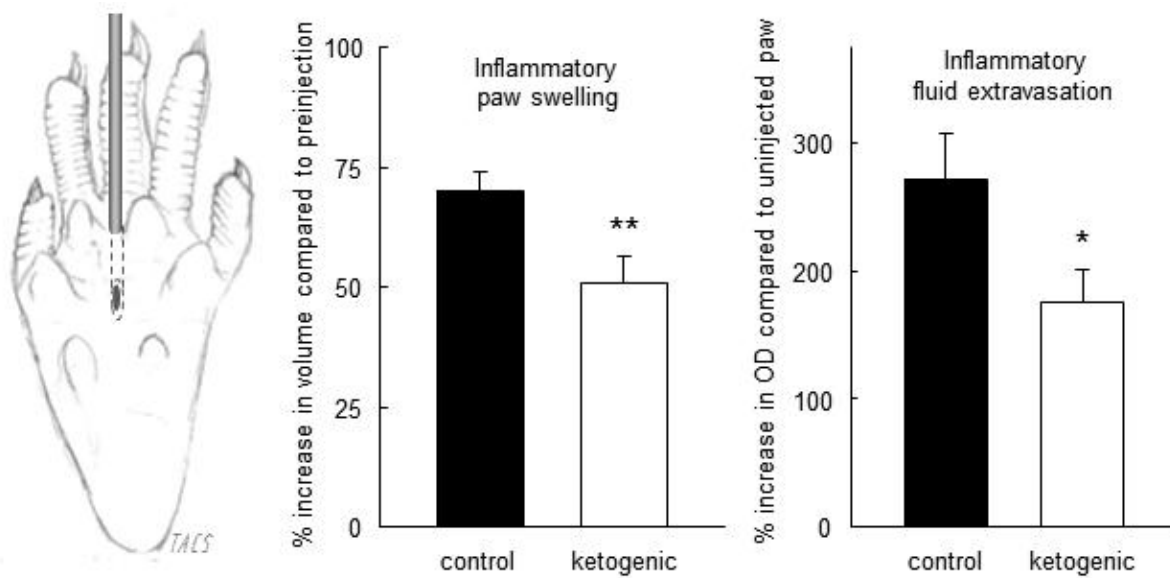 TACS
% increase in volume compared to preinjection
100
75
50
25
0
Inflammatory
paw swelling
**
control
ketogenic
% increase in OD compared to uninjected paw
300
200
100
0
Inflammatory
fluid extravasation
*
control
ketogenic